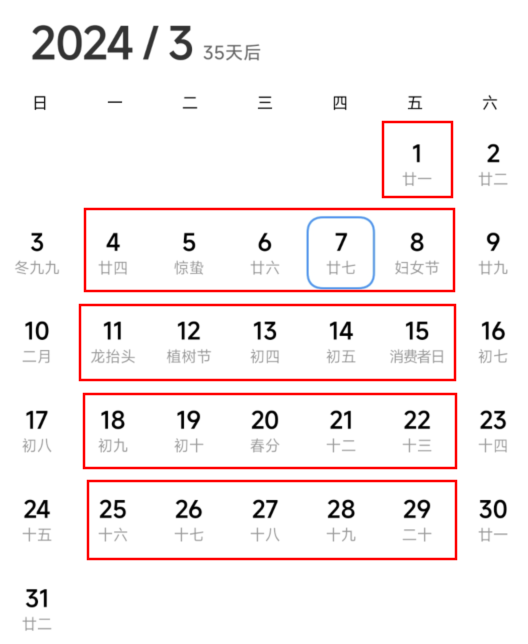 2024 / 3 35天后
日 一 二 三 四 五 六
1 2
廿一 廿二
3 4 5 6 7 8 9
冬九九 廿四 惊蛰 廿六 廿七 妇女节 廿九
10 11 12 13 14 15 16
二月 龙抬头 植树节 初四 初五 消费者日 初七
17 18 19 20 21 22 23
初八 初九 初十 春分 十二 十三 十四
24 25 26 27 28 29 30
十五 十六 十七 十八 十九 二十 廿一
31
廿二